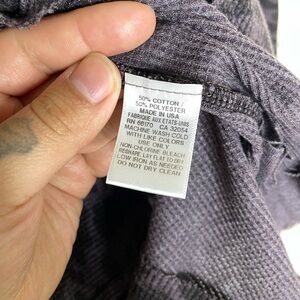 50% COTTON /
50% POLYESTER
MADE IN USA
FABRIQUE AUX ETATS-UNIS
RN 66170 CA 32054
MACHINE WASH COLD
WITH LIKE COLORS
USE ONLY
NON-CHLORINE BLEACH
RESHAPE, LAY FLAT TO DRY
LOW IRON AS NEEDED
DO NOT DRY CLEAN